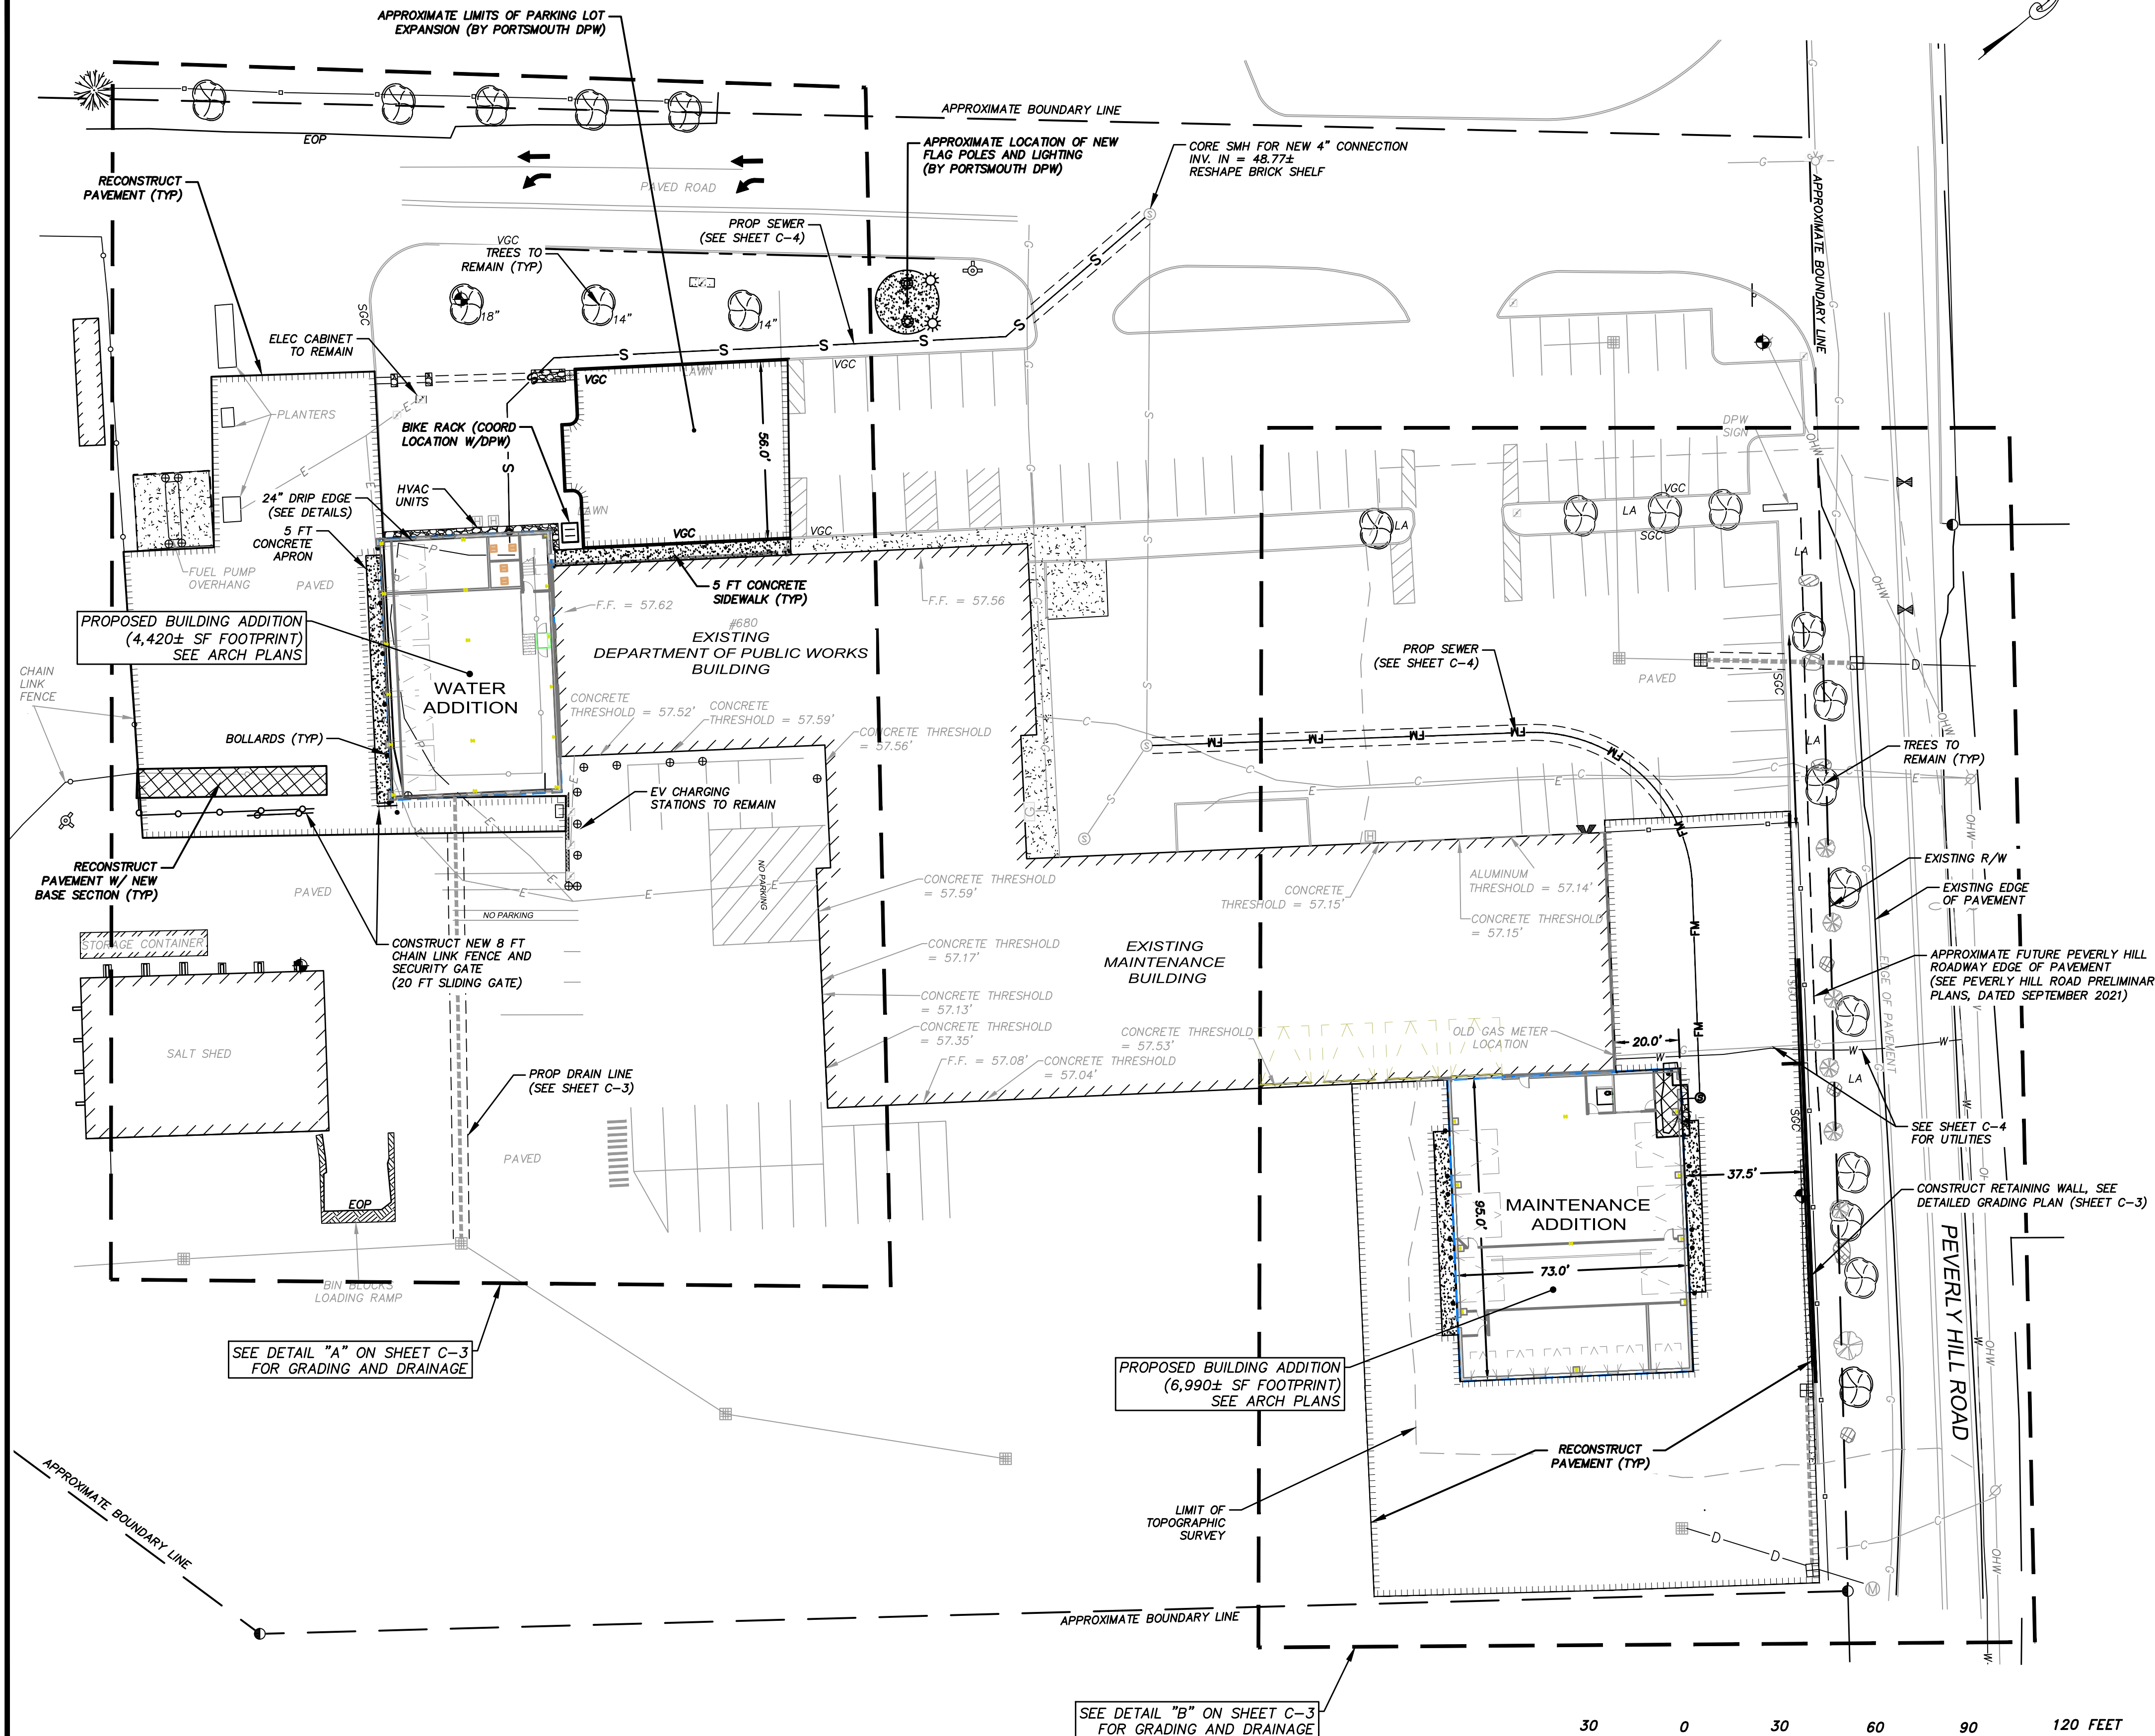 APPROXIMATE LIMITS OF PARKING LOT
EXPANSION (BY PORTSMOUTH DPW)
APPROXIMATE BOUNDARY LINE
EOP
APPROXIMATE LOCATION OF NEW
FLAG POLES AND LIGHTING
(BY PORTSMOUTH DPW)
CORE SMH FOR NEW 4" CONNECTION
INV. IN = 48.77±
RESHAPE BRICK SHELF
RECONSTRUCT
PAVEMENT (TYP)
PAVED ROAD
PROP SEWER
(SEE SHEET C-4)
VGC
TREES TO
REMAIN (TYP)
APPROXIMATE BOUNDARY LINE
SGC
18"
14"
14"
ELEC CABINET
TO REMAIN
VGC
LAWN
VGC
PLANTERS
BIKE RACK (COORD
LOCATION W/DPW)
56.0'
DPW
SIGN
24" DRIP EDGE
(SEE DETAILS)
HVAC
UNITS
LAWN
VGC
VGC
VGC
LA
LA
SGC
5 FT
CONCRETE
APRON
FUEL PUMP
OVERHANG
PAVED
5 FT CONCRETE
SIDEWALK (TYP)
F.F. = 57.62
F.F. = 57.56
LA
#680
EXISTING
DEPARTMENT OF PUBLIC WORKS
BUILDING
PROPOSED BUILDING ADDITION
(4,420± SF FOOTPRINT)
SEE ARCH PLANS
CHAIN
LINK
FENCE
WATER
ADDITION
PROP SEWER
(SEE SHEET C-4)
PAVED
SGC
CONCRETE
THRESHOLD = 57.52'
CONCRETE
THRESHOLD = 57.59'
CONCRETE THRESHOLD
= 57.56'
BOLLARDS (TYP)
LA
TREES TO
REMAIN (TYP)
EV CHARGING
STATIONS TO REMAIN
RECONSTRUCT
PAVEMENT W/ NEW
BASE SECTION (TYP)
PAVED
NO PARKING
NO PARKING
CONCRETE THRESHOLD
= 57.59'
CONCRETE
THRESHOLD = 57.15'
ALUMINUM
THRESHOLD = 57.14'
CONCRETE THRESHOLD
= 57.15'
EXISTING R/W
EXISTING EDGE
OF PAVEMENT
STORAGE CONTAINER
CONSTRUCT NEW 8 FT
CHAIN LINK FENCE AND
SECURITY GATE
(20 FT SLIDING GATE)
CONCRETE THRESHOLD
= 57.17'
EXISTING
MAINTENANCE
BUILDING
APPROXIMATE FUTURE PEVERLY HILL
ROADWAY EDGE OF PAVEMENT
(SEE PEVERLY HILL ROAD PRELIMINAR
PLANS, DATED SEPTEMBER 2021)
EDGE OF PAVEMENT
CONCRETE THRESHOLD
= 57.13'
CONCRETE THRESHOLD
= 57.35'
CONCRETE THRESHOLD
= 57.53'
OLD GAS METER
LOCATION
20.0'
SALT SHED
F.F. = 57.08'
CONCRETE THRESHOLD
= 57.04'
PROP DRAIN LINE
(SEE SHEET C-3)
LA
SGC
SEE SHEET C-4
FOR UTILITIES
PAVED
37.5'
CONSTRUCT RETAINING WALL, SEE
DETAILED GRADING PLAN (SHEET C-3)
EOP
95.0'
MAINTENANCE
ADDITION
73.0'
PEVERLY HILL ROAD
BIN BLOCKS
LOADING RAMP
SEE DETAIL "A" ON SHEET C-3
FOR GRADING AND DRAINAGE
PROPOSED BUILDING ADDITION
(6,990± SF FOOTPRINT)
SEE ARCH PLANS
RECONSTRUCT
PAVEMENT (TYP)
LIMIT OF
TOPOGRAPHIC
SURVEY
APPROXIMATE BOUNDARY LINE
APPROXIMATE BOUNDARY LINE
SEE DETAIL "B" ON SHEET C-3
FOR GRADING AND DRAINAGE
30 0 30 60 90 120 FEET